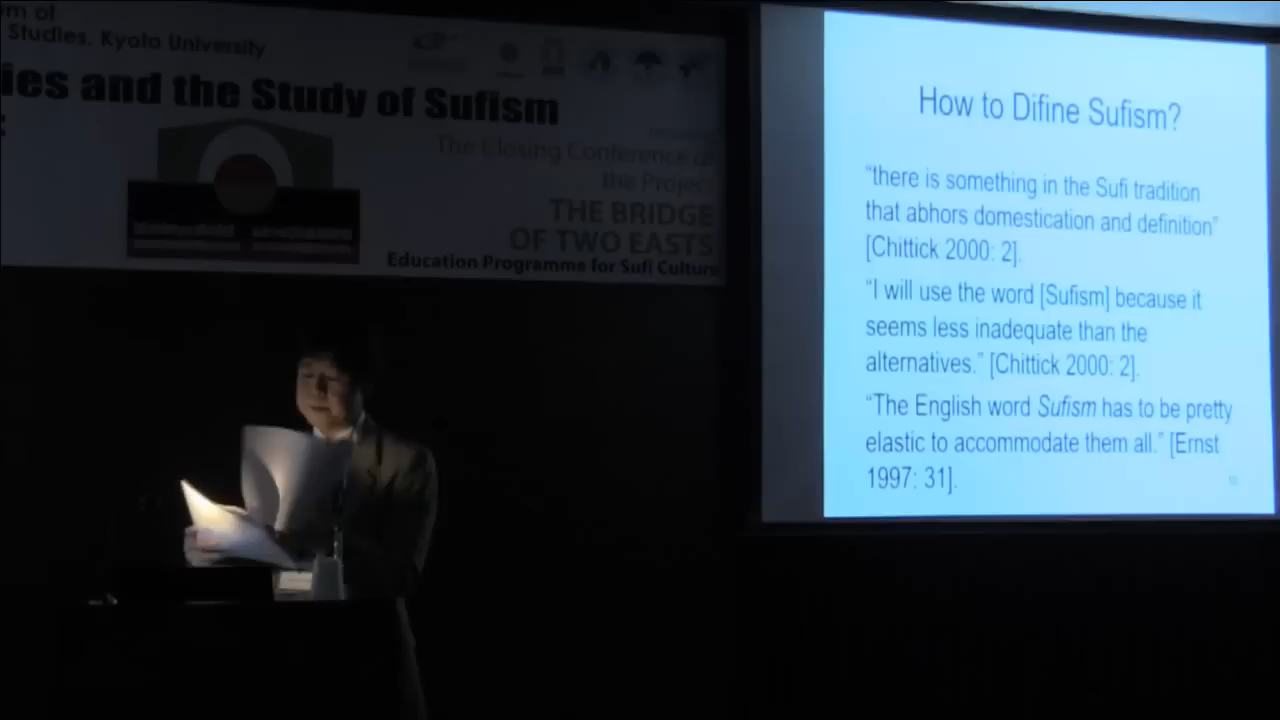 m of
Studies, Kyoto University
ies and the Study of Sufism
The Closing Conference of
the Project
THE BRIDGE
OF TWO EASTS
Education Programme for Sufi Culture
How to Difine Sufism?
“there is something in the Sufi tradition
that abhors domestication and definition”
[Chittick 2000: 2].
“I will use the word [Sufism] because it
seems less inadequate than the
alternatives.” [Chittick 2000: 2].
“The English word Sufism has to be pretty
elastic to accommodate them all.” [Ernst
1997: 31].